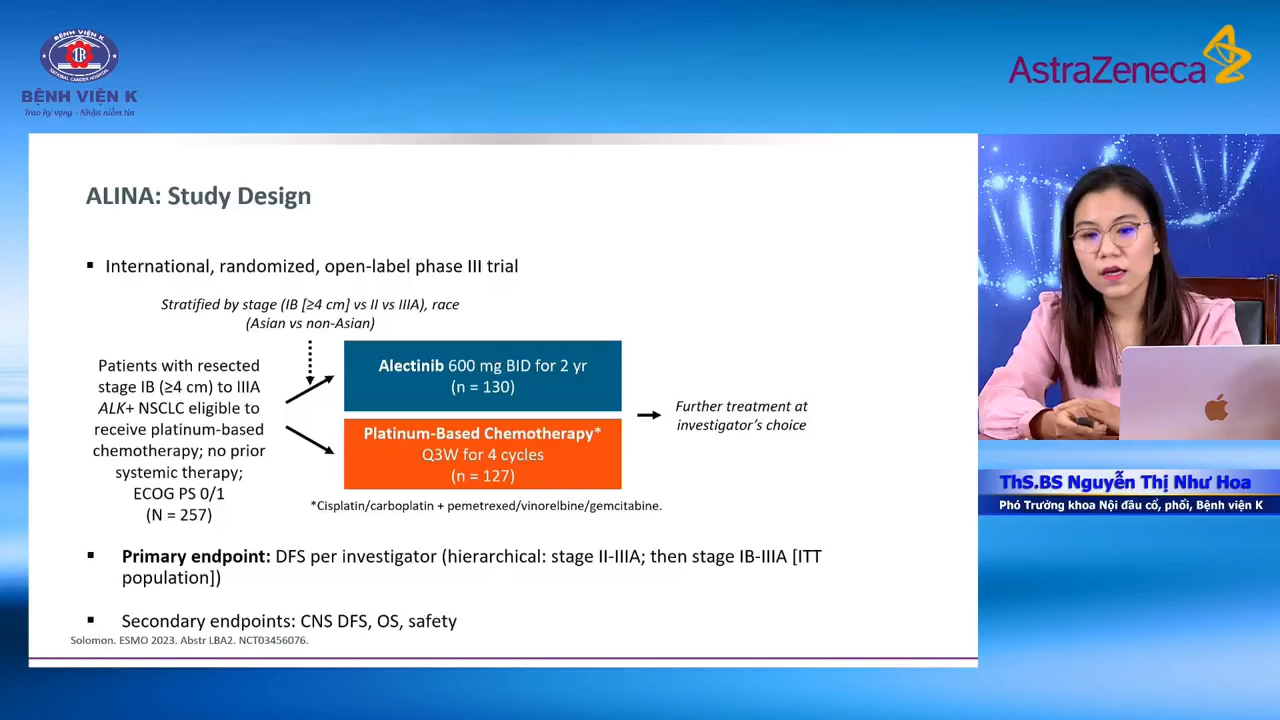 BỆNH VIỆN K
NATIONAL CANCER HOSPITAL
BỆNH VIỆN K
Trao hy vọng - Nhận niềm tin
AstraZeneca
ALINA: Study Design
▪ International, randomized, open-label phase III trial
Stratified by stage (IB [≥4 cm] vs II vs IIIA), race
(Asian vs non-Asian)
Patients with resected
stage IB (≥4 cm) to IIIA
ALK+ NSCLC eligible to
receive platinum-based
chemotherapy; no prior
systemic therapy;
ECOG PS 0/1
(N = 257)
Alectinib 600 mg BID for 2 yr
(n = 130)
Platinum-Based Chemotherapy*
Q3W for 4 cycles
(n = 127)
Further treatment at
investigator's choice
*Cisplatin/carboplatin + pemetrexed/vinorelbine/gemcitabine.
▪ Primary endpoint: DFS per investigator (hierarchical: stage II-IIIA; then stage IB-IIIA [ITT
population])
▪ Secondary endpoints: CNS DFS, OS, safety
Solomon. ESMO 2023. Abstr LBA2. NCT03456076.
ThS.BS Nguyễn Thị Như Hoa
Phó Trưởng khoa Nội đầu cổ, phổi, Bệnh viện K